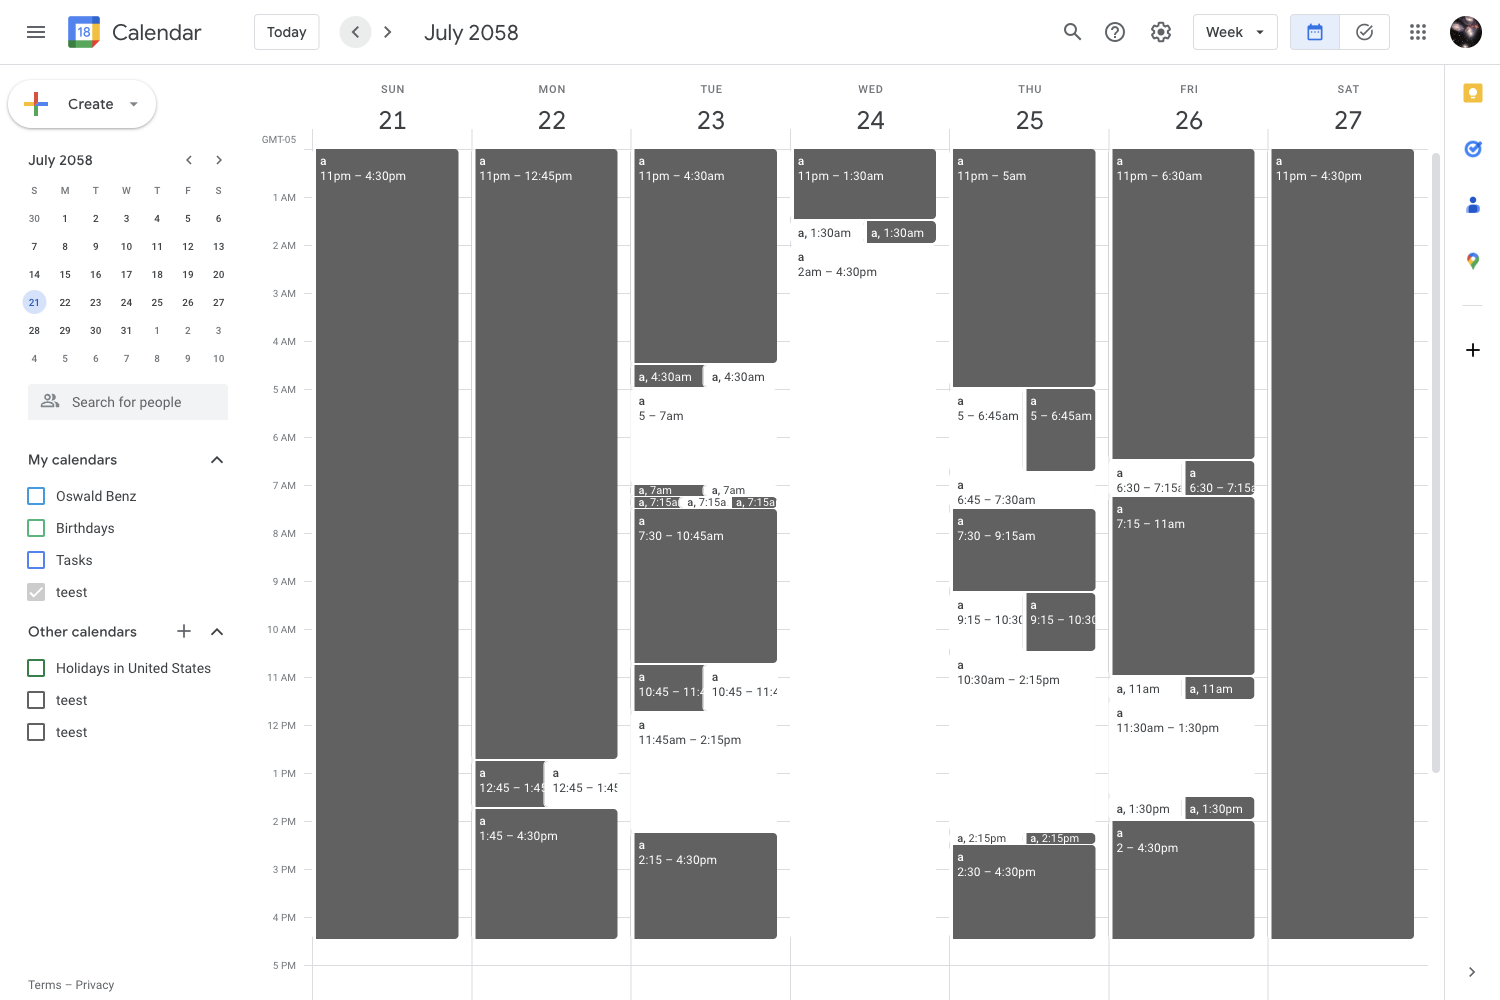 18 Calendar
Today
July 2058
Week
Create
July 2058
S M T W T F S
30 1 2 3 4 5 6
7 8 9 10 11 12 13
14 15 16 17 18 19 20
21 22 23 24 25 26 27
28 29 30 31 1 2 3
4 5 6 7 8 9 10
Search for people
My calendars
Oswald Benz
Birthdays
Tasks
teest
Other calendars
Holidays in United States
teest
teest
Terms – Privacy
GMT-05
1 AM
2 AM
3 AM
4 AM
5 AM
6 AM
7 AM
8 AM
9 AM
10 AM
11 AM
12 PM
1 PM
2 PM
3 PM
4 PM
5 PM
SUN
21
a
11pm – 4:30pm
MON
22
a
11pm – 12:45pm
a
12:45 – 1:45
a
12:45 – 1:45
a
1:45 – 4:30pm
TUE
23
a
11pm – 4:30am
a, 4:30am
a, 4:30am
a
5 – 7am
a, 7am
a, 7am
a, 7:15a
a, 7:15a
a, 7:15a
a
7:30 – 10:45am
a
10:45 – 11:4
a
10:45 – 11:4
a
11:45am – 2:15pm
a
2:15 – 4:30pm
WED
24
a
11pm – 1:30am
a, 1:30am
a, 1:30am
a
2am – 4:30pm
THU
25
a
11pm – 5am
a
5 – 6:45am
a
5 – 6:45am
a
6:45 – 7:30am
a
7:30 – 9:15am
a
9:15 – 10:30
a
9:15 – 10:30
a
10:30am – 2:15pm
a, 2:15pm
a, 2:15pm
a
2:30 – 4:30pm
FRI
26
a
11pm – 6:30am
a
6:30 – 7:15a
a
6:30 – 7:15a
a
7:15 – 11am
a, 11am
a, 11am
a
11:30am – 1:30pm
a, 1:30pm
a, 1:30pm
a
2 – 4:30pm
SAT
27
a
11pm – 4:30pm